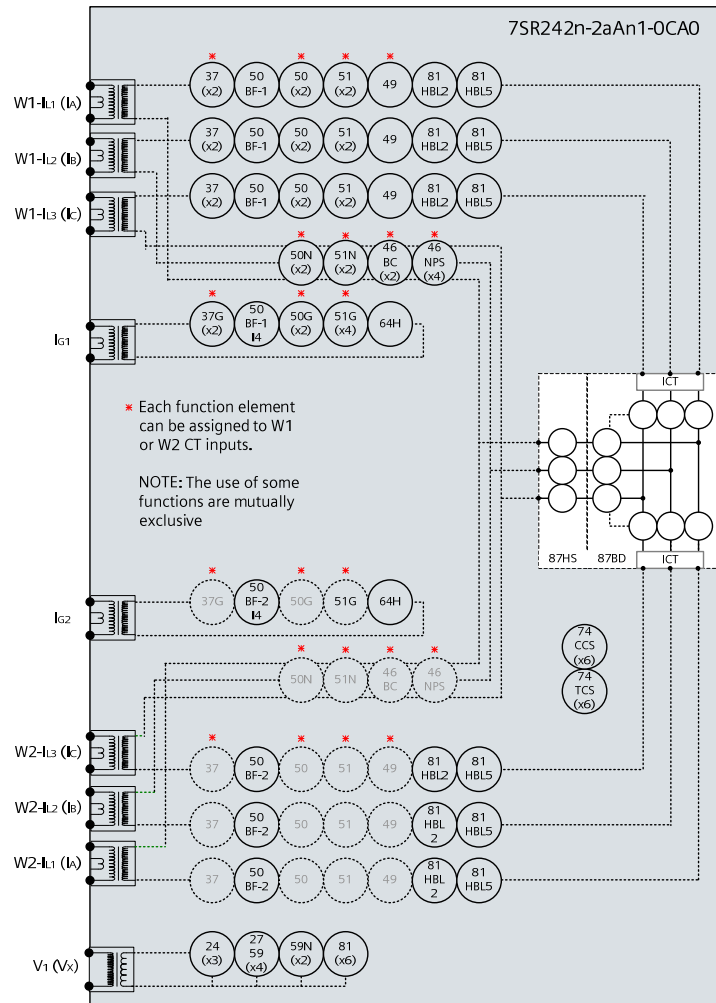 7SR242n-2aAn1-0CA0
* * * *
W1-IL1 (IA)
37 (x2)
50 BF-1
50 (x2)
51 (x2)
49
81 HBL2
81 HBL5
W1-IL2 (IB)
37 (x2)
50 BF-1
50 (x2)
51 (x2)
49
81 HBL2
81 HBL5
W1-IL3 (IC)
37 (x2)
50 BF-1
50 (x2)
51 (x2)
49
81 HBL2
81 HBL5
* * * *
50N (x2)
51N (x2)
46 BC (x2)
46 NPS (x4)
* * *
IG1
37G (x2)
50 BF-1 I4
50G (x2)
51G (x4)
64H
ICT
* Each function element
can be assigned to W1
or W2 CT inputs.
NOTE: The use of some
functions are mutually
exclusive
87HS
87BD
ICT
* * *
IG2
37G
50 BF-2 I4
50G
51G
64H
* * * *
50N
51N
46 BC
46 NPS
74 CCS (x6)
74 TCS (x6)
* * * *
W2-IL3 (IC)
37
50 BF-2
50
51
49
81 HBL2
81 HBL5
W2-IL2 (IB)
37
50 BF-2
50
51
49
81 HBL 2
81 HBL5
W2-IL1 (IA)
37
50 BF-2
50
51
49
81 HBL 2
81 HBL5
V1 (VX)
24 (x3)
27 59 (x4)
59N (x2)
81 (x6)